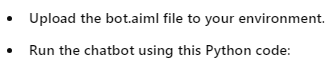 • Upload the bot.aiml file to your environment.
• Run the chatbot using this Python code: